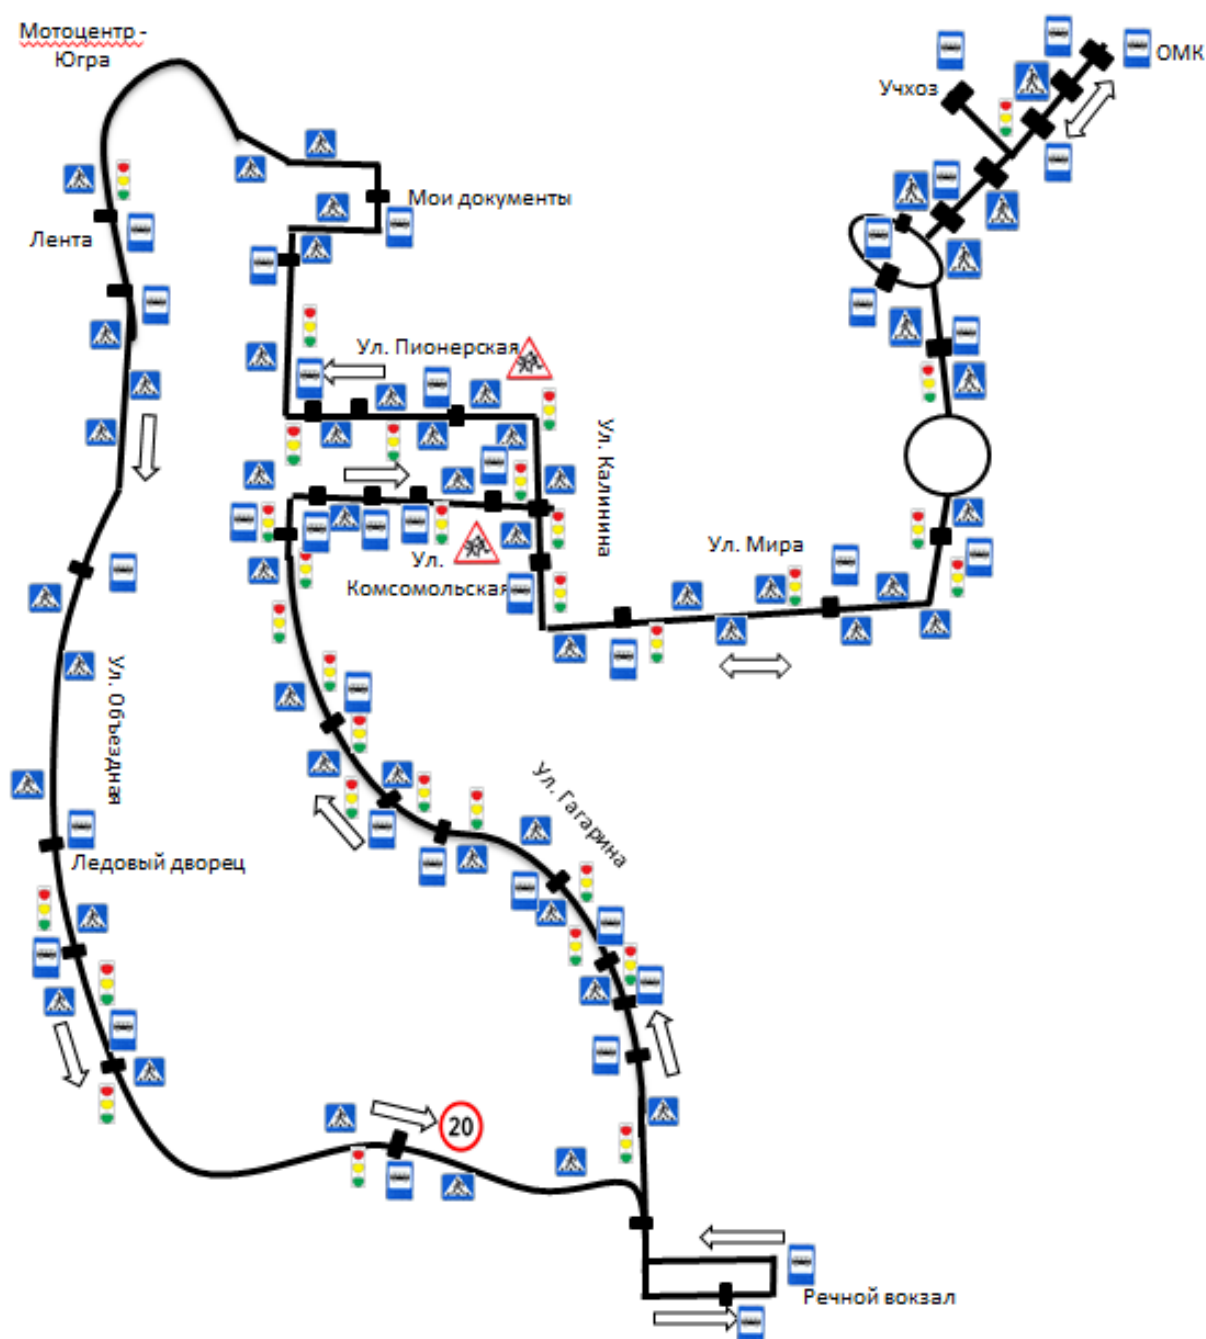 Мотоцентр -
Югра
ОМК
Учхоз
Мои документы
Лента
Ул. Пионерская
Ул. Калинина
Ул. Мира
Ул.
Комсомольская
Ул. Объездная
Ул. Гагарина
Ледовый дворец
20
Речной вокзал